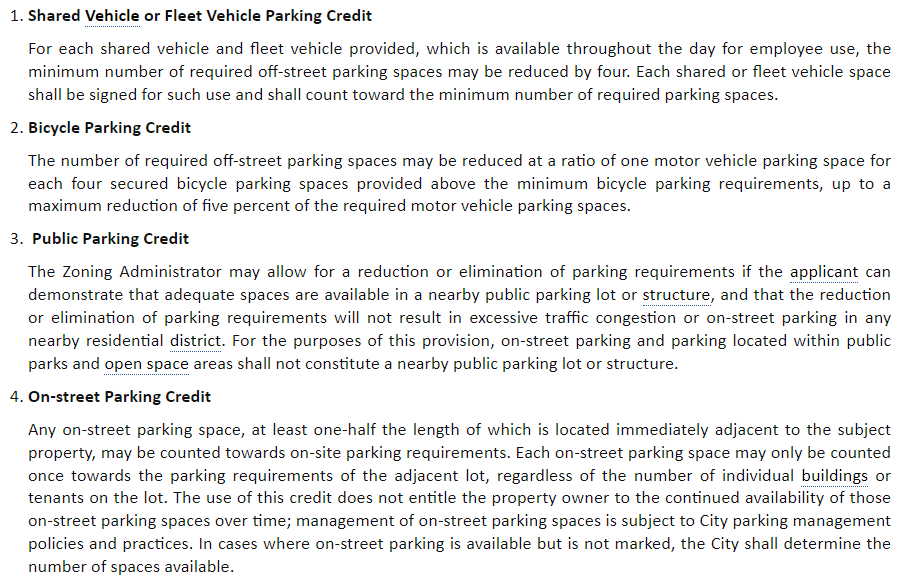 1. Shared Vehicle or Fleet Vehicle Parking Credit
For each shared vehicle and fleet vehicle provided, which is available throughout the day for employee use, the
minimum number of required off-street parking spaces may be reduced by four. Each shared or fleet vehicle space
shall be signed for such use and shall count toward the minimum number of required parking spaces.
2. Bicycle Parking Credit
The number of required off-street parking spaces may be reduced at a ratio of one motor vehicle parking space for
each four secured bicycle parking spaces provided above the minimum bicycle parking requirements, up to a
maximum reduction of five percent of the required motor vehicle parking spaces.
3. Public Parking Credit
The Zoning Administrator may allow for a reduction or elimination of parking requirements if the applicant can
demonstrate that adequate spaces are available in a nearby public parking lot or structure, and that the reduction
or elimination of parking requirements will not result in excessive traffic congestion or on-street parking in any
nearby residential district. For the purposes of this provision, on-street parking and parking located within public
parks and open space areas shall not constitute a nearby public parking lot or structure.
4. On-street Parking Credit
Any on-street parking space, at least one-half the length of which is located immediately adjacent to the subject
property, may be counted towards on-site parking requirements. Each on-street parking space may only be counted
once towards the parking requirements of the adjacent lot, regardless of the number of individual buildings or
tenants on the lot. The use of this credit does not entitle the property owner to the continued availability of those
on-street parking spaces over time; management of on-street parking spaces is subject to City parking management
policies and practices. In cases where on-street parking is available but is not marked, the City shall determine the
number of spaces available.